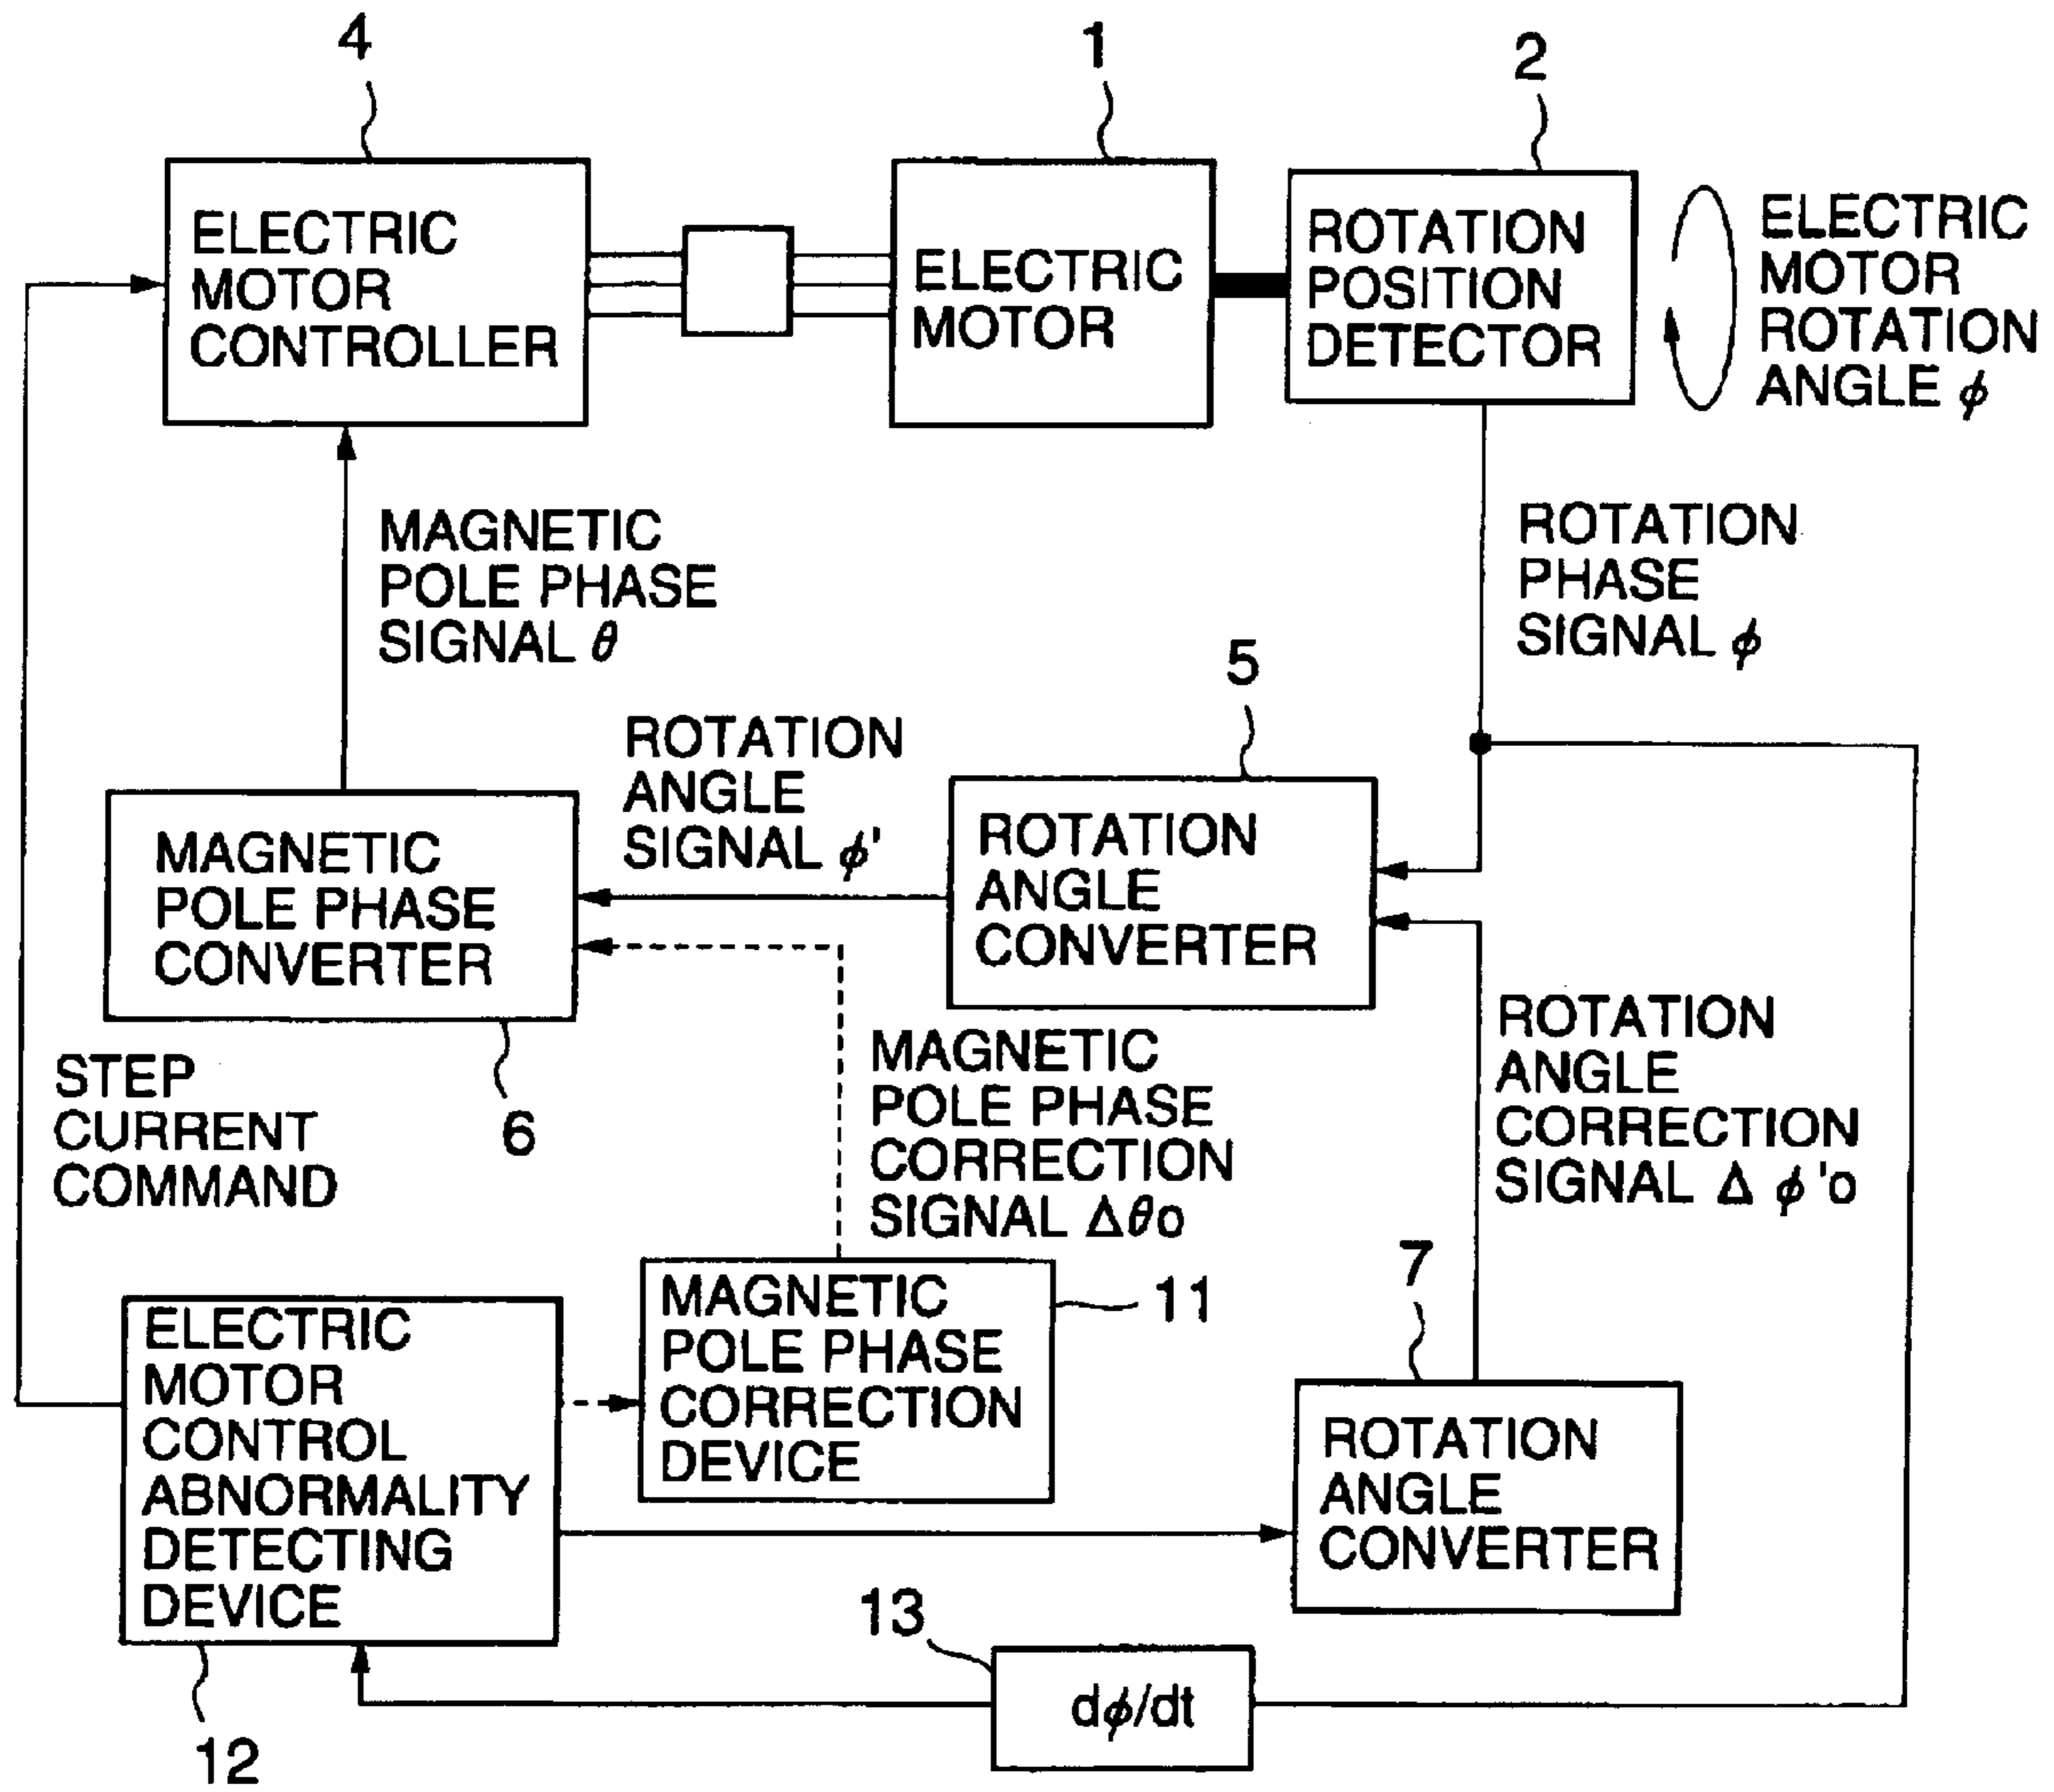 4
1
2
ELECTRIC
MOTOR
CONTROLLER
ELECTRIC
MOTOR
ROTATION
POSITION
DETECTOR
ELECTRIC
MOTOR
ROTATION
ANGLE ϕ
MAGNETIC
POLE PHASE
SIGNAL θ
ROTATION
PHASE
SIGNAL ϕ
5
ROTATION
ANGLE
SIGNAL ϕ'
MAGNETIC
POLE PHASE
CONVERTER
ROTATION
ANGLE
CONVERTER
6
STEP
CURRENT
COMMAND
MAGNETIC
POLE PHASE
CORRECTION
SIGNAL Δθo
ROTATION
ANGLE
CORRECTION
SIGNAL Δ ϕ'o
7
11
ELECTRIC
MOTOR
CONTROL
ABNORMALITY
DETECTING
DEVICE
MAGNETIC
POLE PHASE
CORRECTION
DEVICE
ROTATION
ANGLE
CONVERTER
13
dϕ/dt
12